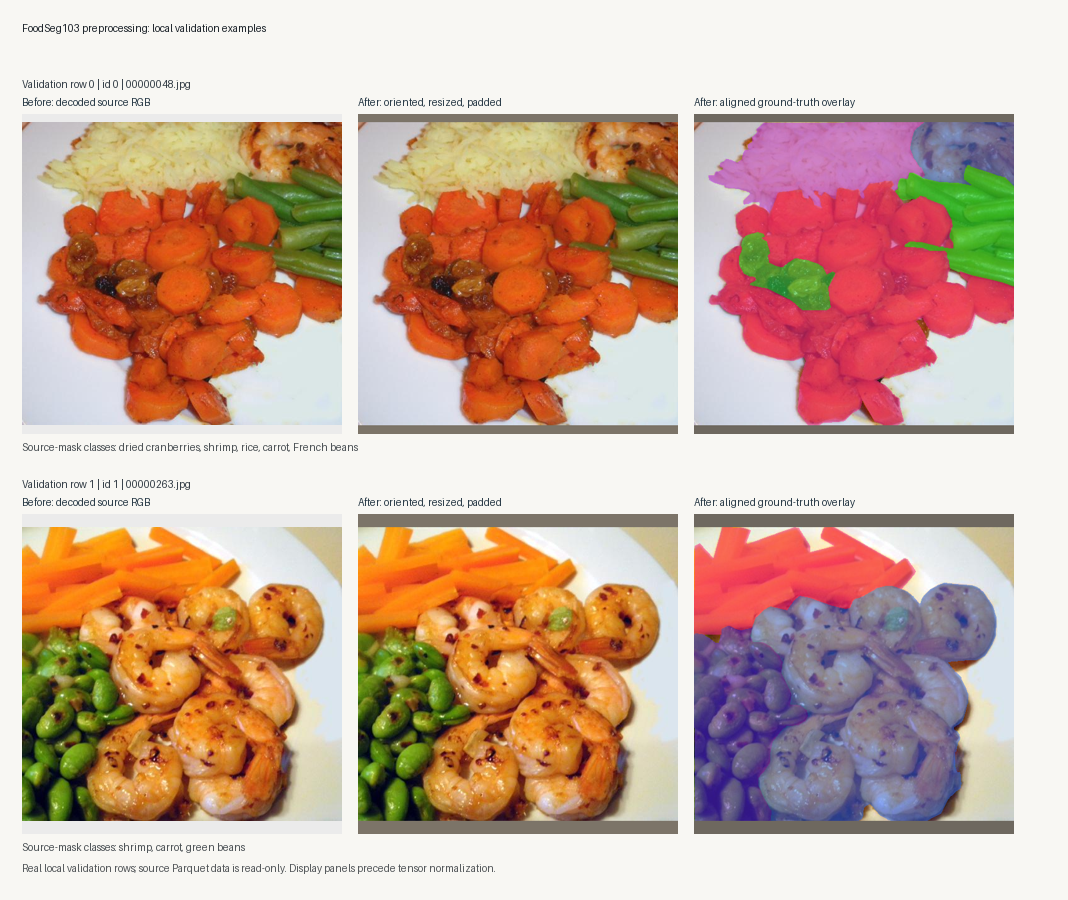 FoodSeg103 preprocessing: local validation examples
Validation row 0 | id 0 | 00000048.jpg
Before: decoded source RGB
After: oriented, resized, padded
After: aligned ground-truth overlay
Source-mask classes: dried cranberries, shrimp, rice, carrot, French beans
Validation row 1 | id 1 | 00000263.jpg
Before: decoded source RGB
After: oriented, resized, padded
After: aligned ground-truth overlay
Source-mask classes: shrimp, carrot, green beans
Real local validation rows; source Parquet data is read-only. Display panels precede tensor normalization.